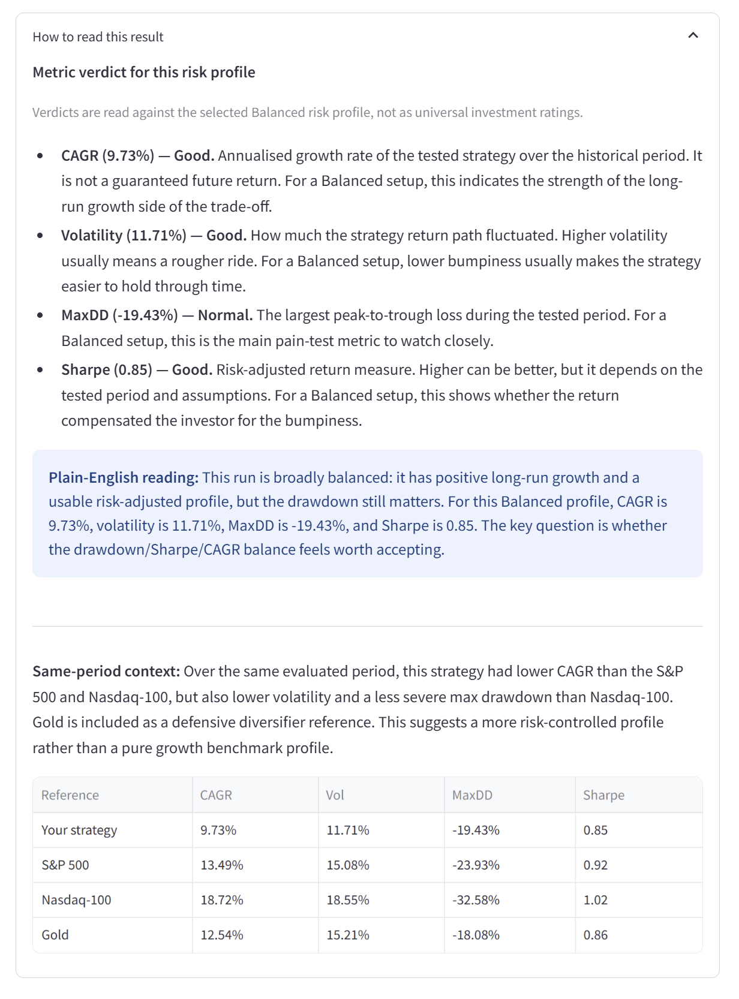 How to read this result
Metric verdict for this risk profile
Verdicts are read against the selected Balanced risk profile, not as universal investment ratings.
• CAGR (9.73%) — Good. Annualised growth rate of the tested strategy over the historical period. It
is not a guaranteed future return. For a Balanced setup, this indicates the strength of the long-
run growth side of the trade-off.
• Volatility (11.71%) — Good. How much the strategy return path fluctuated. Higher volatility
usually means a rougher ride. For a Balanced setup, lower bumpiness usually makes the strategy
easier to hold through time.
• MaxDD (-19.43%) — Normal. The largest peak-to-trough loss during the tested period. For a
Balanced setup, this is the main pain-test metric to watch closely.
• Sharpe (0.85) — Good. Risk-adjusted return measure. Higher can be better, but it depends on the
tested period and assumptions. For a Balanced setup, this shows whether the return
compensated the investor for the bumpiness.
Plain-English reading: This run is broadly balanced: it has positive long-run growth and a
usable risk-adjusted profile, but the drawdown still matters. For this Balanced profile, CAGR is
9.73%, volatility is 11.71%, MaxDD is -19.43%, and Sharpe is 0.85. The key question is whether
the drawdown/Sharpe/CAGR balance feels worth accepting.
Same-period context: Over the same evaluated period, this strategy had lower CAGR than the S&P
500 and Nasdaq-100, but also lower volatility and a less severe max drawdown than Nasdaq-100.
Gold is included as a defensive diversifier reference. This suggests a more risk-controlled profile
rather than a pure growth benchmark profile.
Reference CAGR Vol MaxDD Sharpe
Your strategy 9.73% 11.71% -19.43% 0.85
S&P 500 13.49% 15.08% -23.93% 0.92
Nasdaq-100 18.72% 18.55% -32.58% 1.02
Gold 12.54% 15.21% -18.08% 0.86